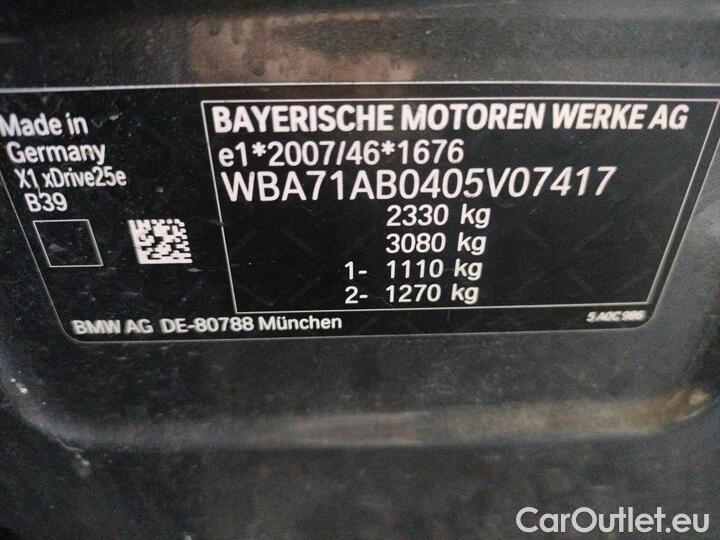 Made in
Germany
X1 xDrive25e
B39
BAYERISCHE MOTOREN WERKE AG
e1*2007/46*1676
WBA71AB0405V07417
2330 kg
3080 kg
1- 1110 kg
2- 1270 kg
BMW AG DE-80788 München
5 A0C 986
CarOutlet.eu